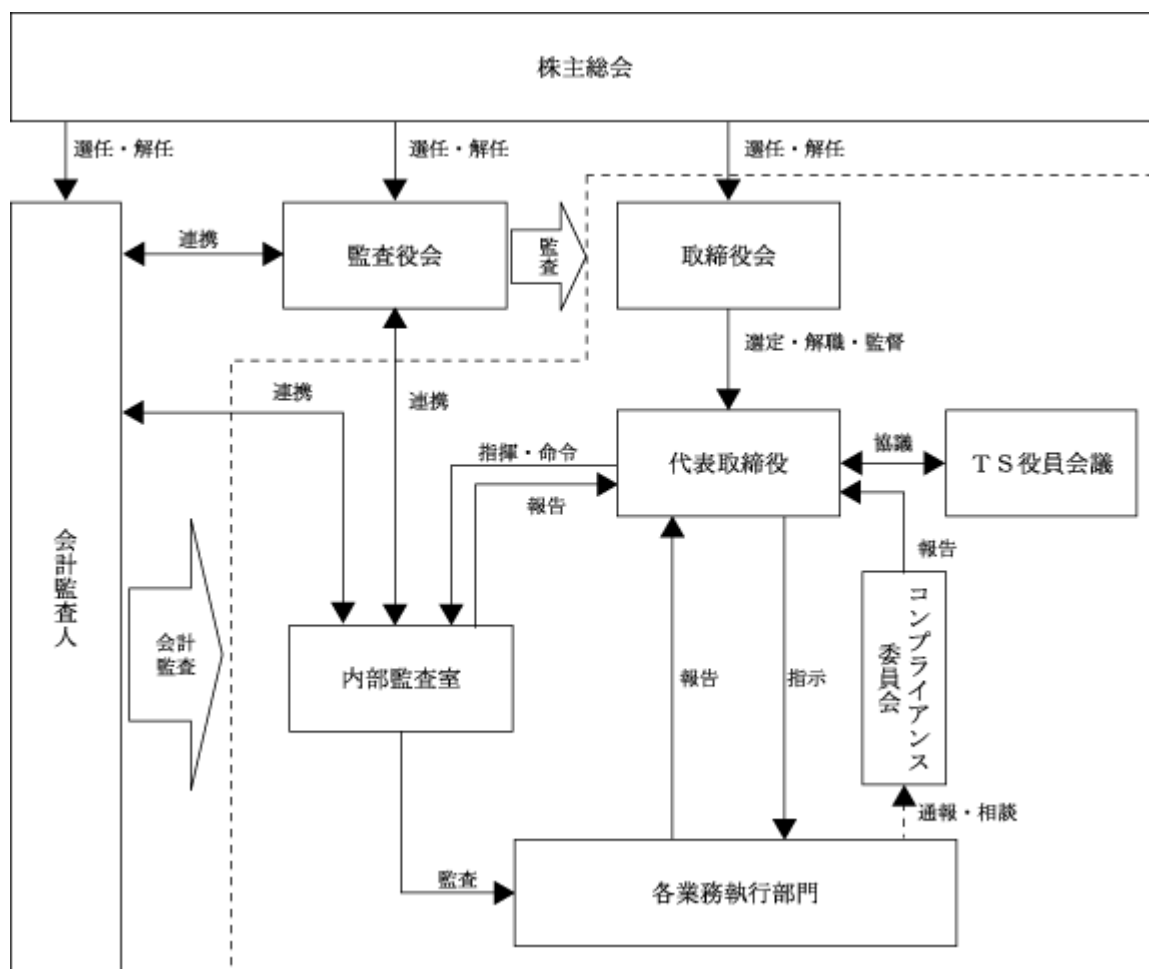 株主総会
選任・解任
選任・解任
選任・解任
連携
監査役会
監査
取締役会
選定・解職・監督
連携
連携
指揮・命令
報告
代表取締役
協議
ＴＳ役員会議
報告
会計監査人
会計
監査
内部監査室
報告
指示
コンプライアンス
委員会
通報・相談
監査
各業務執行部門